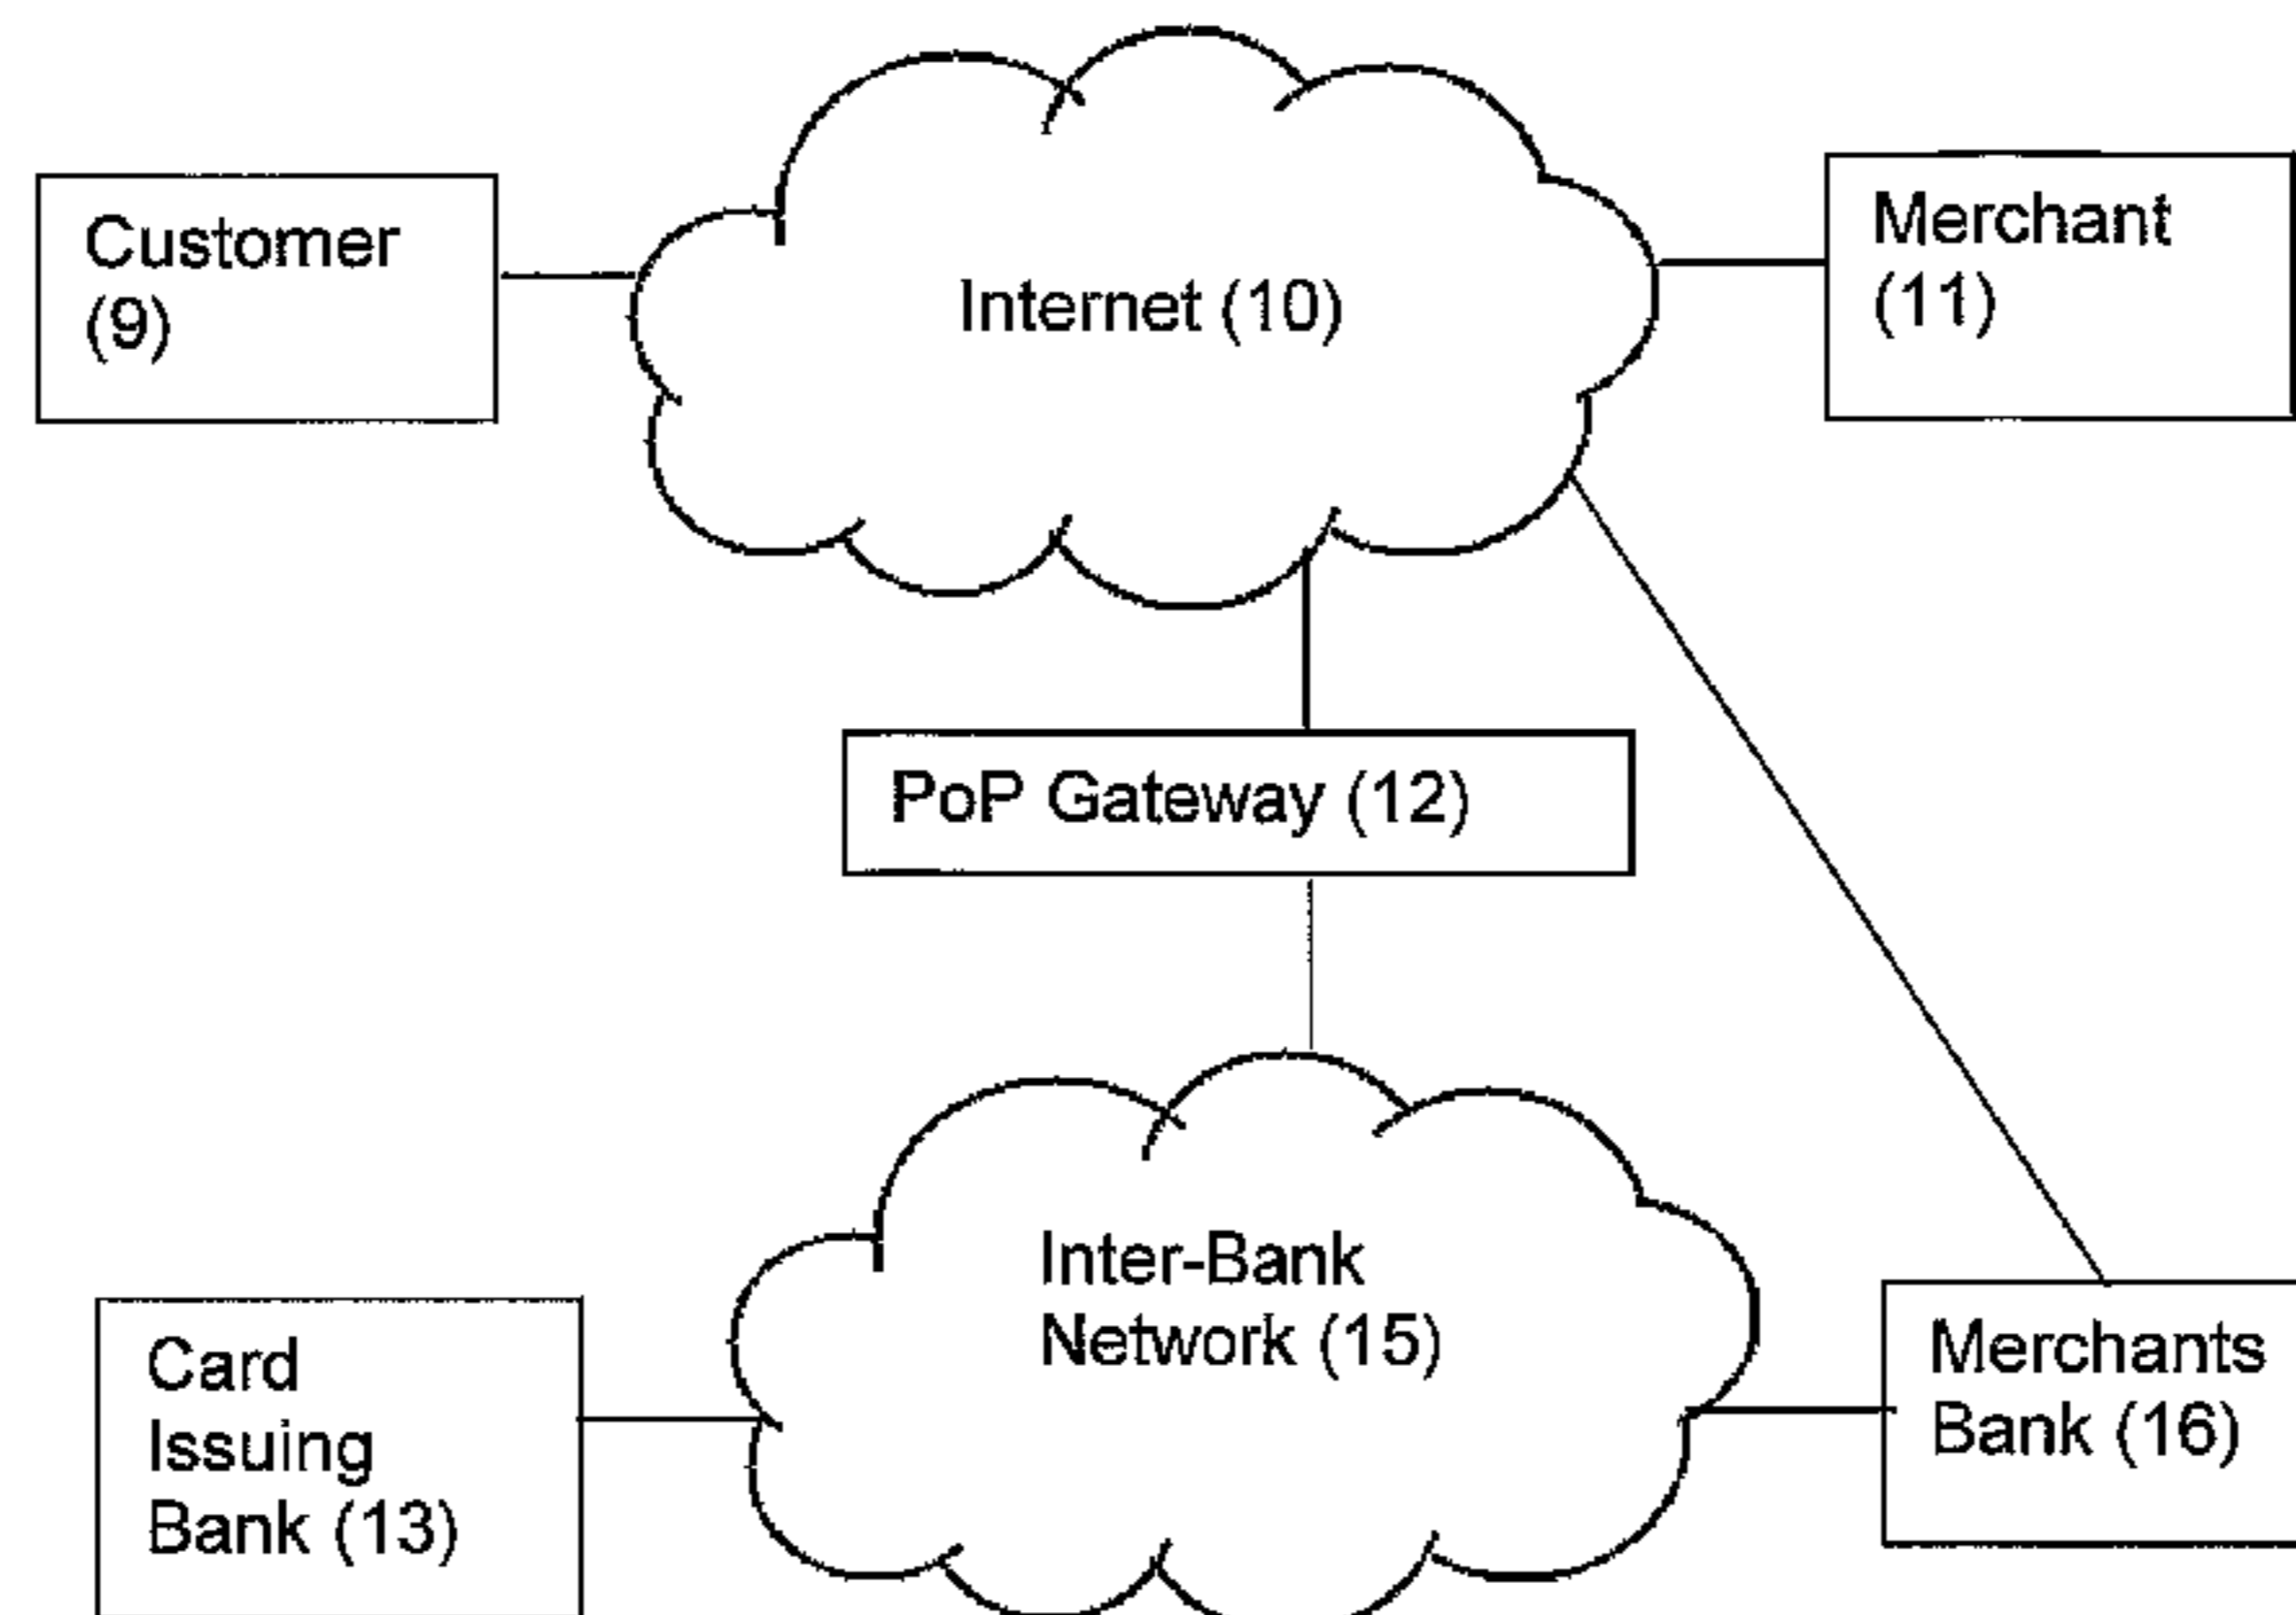 Customer
(9)
Internet (10)
Merchant
(11)
PoP Gateway (12)
Inter-Bank
Network (15)
Card
Issuing
Bank (13)
Merchants
Bank (16)